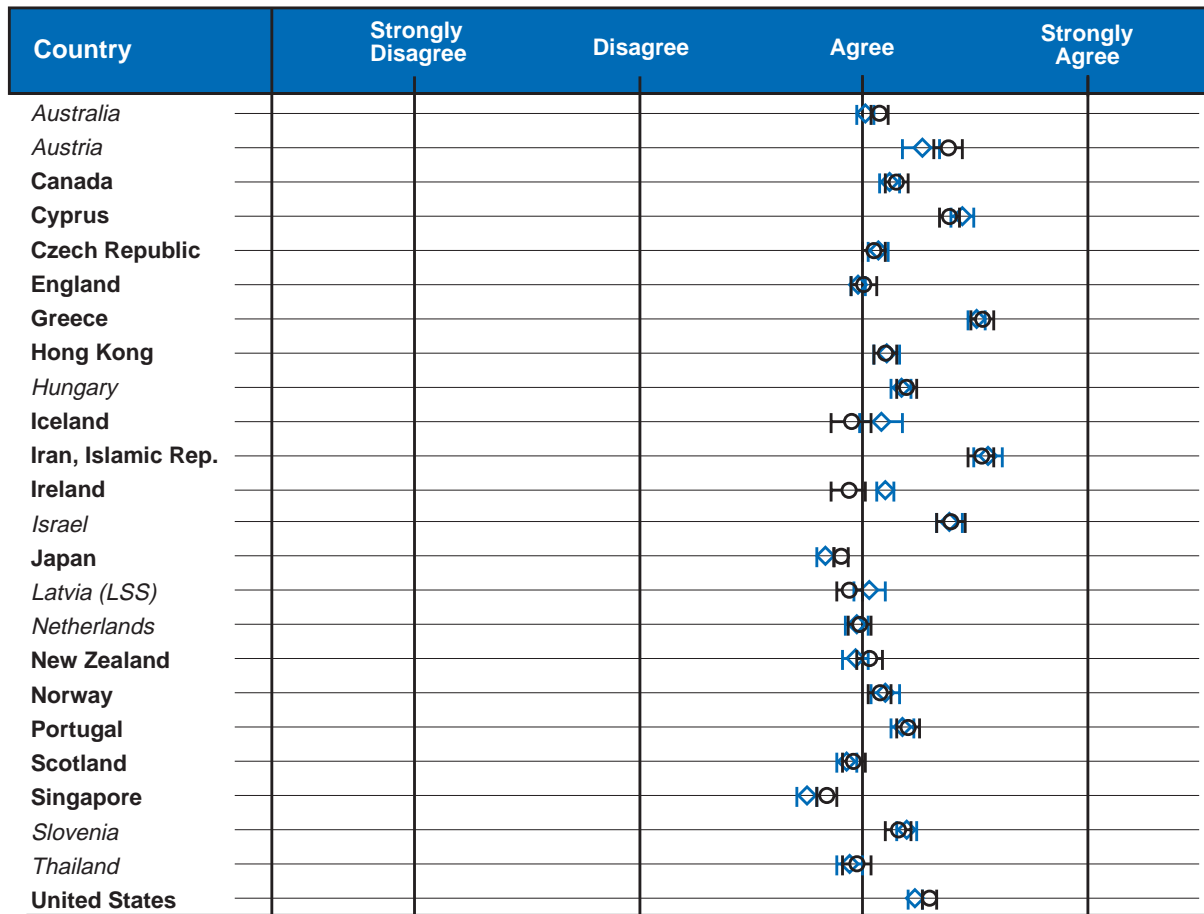 Country
Strongly
Disagree
Disagree
Agree
Strongly
Agree
Australia
Austria
Canada
Cyprus
Czech Republic
England
Greece
Hong Kong
Hungary
Iceland
Iran, Islamic Rep.
Ireland
Israel
Japan
Latvia (LSS)
Netherlands
New Zealand
Norway
Portugal
Scotland
Singapore
Slovenia
Thailand
United States